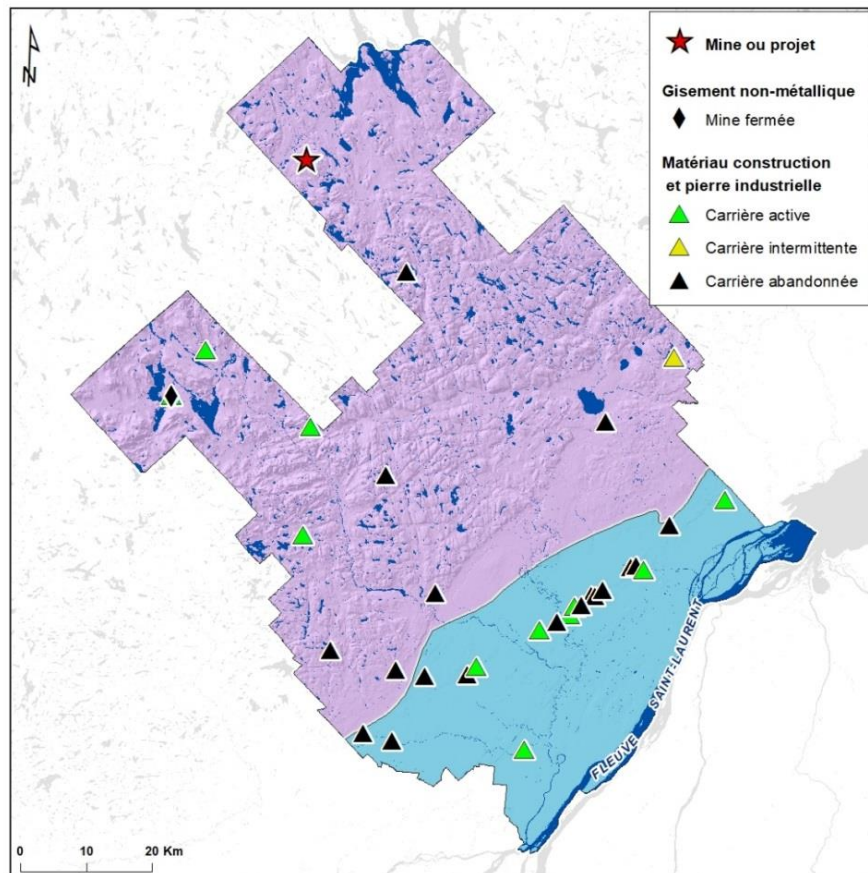 N
Mine ou projet
Gisement non-métallique
Mine fermée
Matériau construction
et pierre industrielle
Carrière active
Carrière intermittente
Carrière abandonnée
FLEUVE SAINT-LAURENT
0 10 20 Km